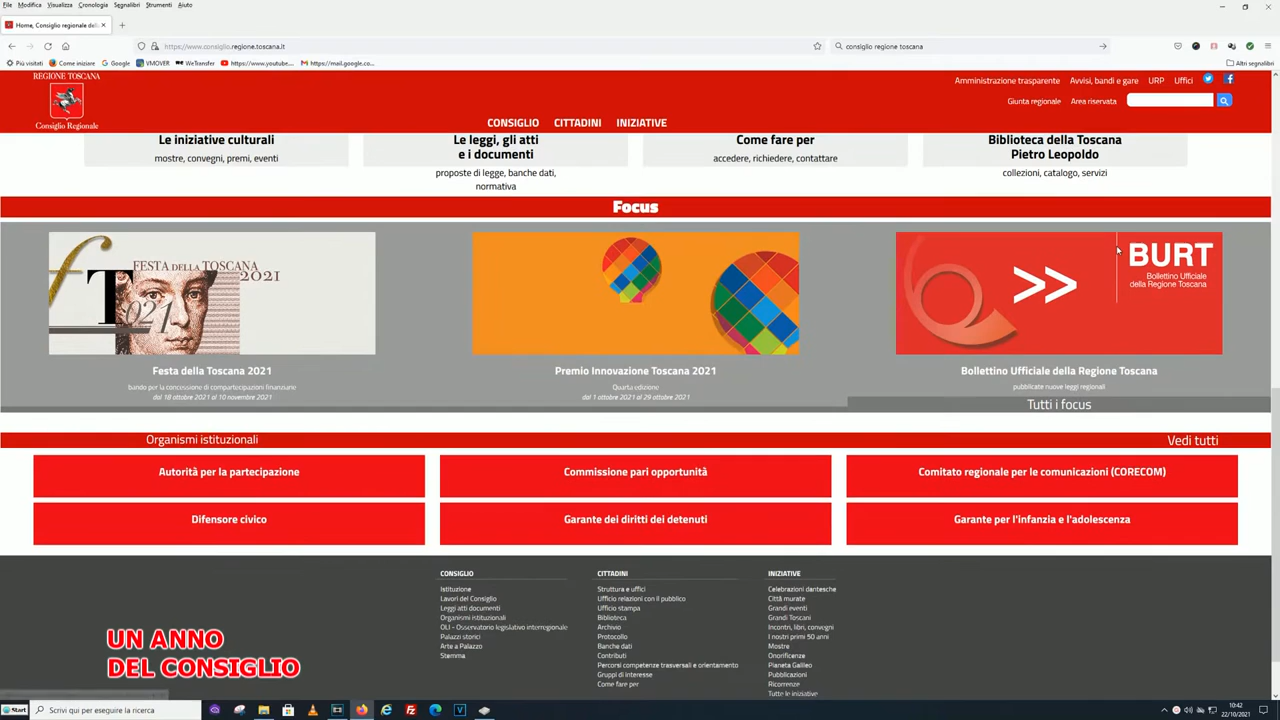 File Modifica Visualizza Cronologia Segnalibri Strumenti Aiuto
Home, Consiglio regionale del
https://www.consiglio.regione.toscana.it
consiglio regione toscana
Più visitati Come iniziare Google VMOVER WeTransfer https://www.youtube... https://mail.google.co...
Altri segnalibri
REGIONE TOSCANA
Consiglio Regionale
Amministrazione trasparente Avvisi, bandi e gare URP Uffici
Giunta regionale Area riservata
CONSIGLIO CITTADINI INIZIATIVE
Le iniziative culturali
mostre, convegni, premi, eventi
Le leggi, gli atti
e i documenti
proposte di legge, banche dati,
normativa
Come fare per
accedere, richiedere, contattare
Biblioteca della Toscana
Pietro Leopoldo
collezioni, catalogo, servizi
Focus
FESTA DELLA TOSCANA
2021
T
021
BURT
Bollettino Ufficiale
della Regione Toscana
>>
Festa della Toscana 2021
bando per la concessione di compartecipazioni finanziarie
dal 18 ottobre 2021 al 10 novembre 2021
Premio Innovazione Toscana 2021
Quarta edizione
dal 1 ottobre 2021 al 29 ottobre 2021
Bollettino Ufficiale della Regione Toscana
pubblicate nuove leggi regionali
Tutti i focus
Organismi istituzionali
Vedi tutti
Autorità per la partecipazione
Commissione pari opportunità
Comitato regionale per le comunicazioni (CORECOM)
Difensore civico
Garante dei diritti dei detenuti
Garante per l'infanzia e l'adolescenza
CONSIGLIO
Istituzione
Lavori del Consiglio
Leggi atti documenti
Organismi istituzionali
OLI - Osservatorio legislativo interregionale
Palazzi storici
Arte a Palazzo
Stemma
CITTADINI
Struttura e uffici
Ufficio relazioni con il pubblico
Ufficio stampa
Biblioteca
Archivio
Protocollo
Banche dati
Contributi
Percorsi competenze trasversali e orientamento
Gruppi di interesse
Come fare per
INIZIATIVE
Celebrazioni dantesche
Città murate
Grandi eventi
Grandi Toscani
Incontri, libri, convegni
I nostri primi 50 anni
Mostre
Onorificenze
Pianeta Galileo
Pubblicazioni
Ricorrenze
Tutte le iniziative
UN ANNO
DEL CONSIGLIO
Start
Scrivi qui per eseguire la ricerca
10:42
22/10/2021